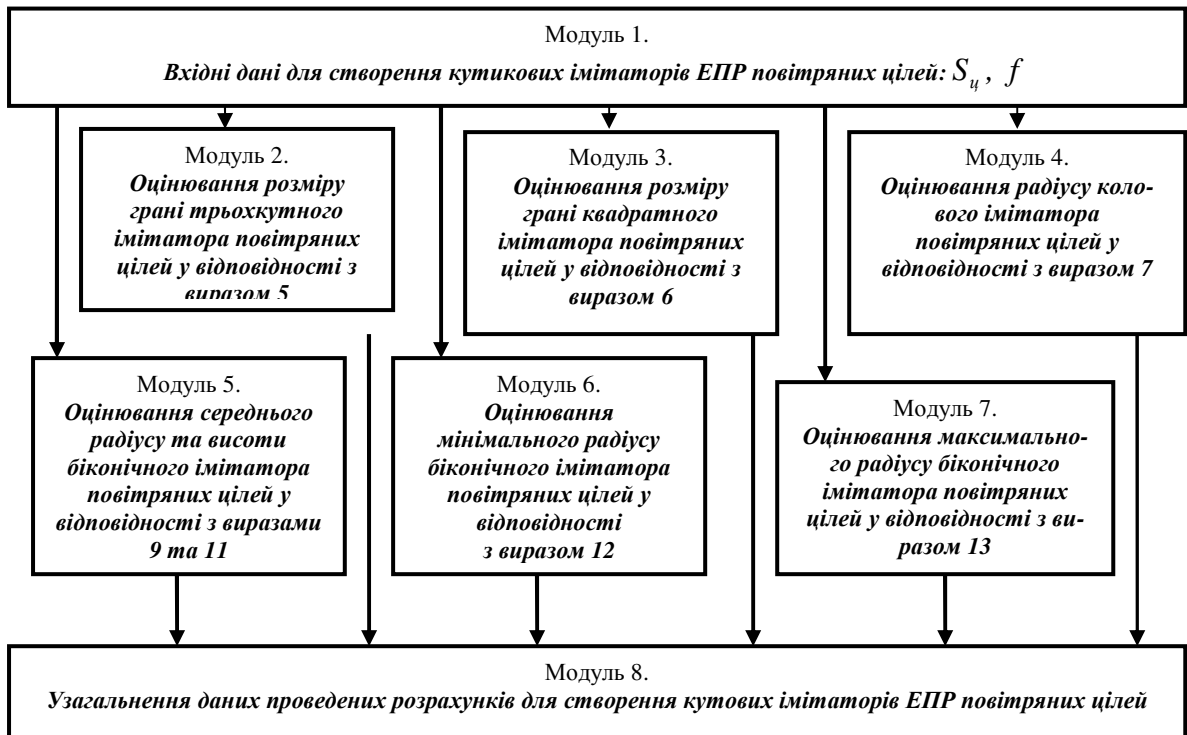 Модуль 1.
Вхідні дані для створення кутикових імітаторів ЕПР повітряних цілей: Sц , f
Модуль 2.
Оцінювання розміру
грані трьохкутного
імітатора повітряних
цілей у відповідності з
виразом 5
Модуль 3.
Оцінювання розміру
грані квадратного
імітатора повітряних
цілей у відповідності з
виразом 6
Модуль 4.
Оцінювання радіусу коло-
вого імітатора
повітряних цілей у
відповідності з виразом 7
Модуль 5.
Оцінювання середнього
радіусу та висоти
біконічного імітатора
повітряних цілей у
відповідності з виразами
9 та 11
Модуль 6.
Оцінювання
мінімального радіусу
біконічного імітатора
повітряних цілей у
відповідності
з виразом 12
Модуль 7.
Оцінювання максимально-
го радіусу біконічного
імітатора повітряних
цілей у відповідності з ви-
разом 13
Модуль 8.
Узагальнення даних проведених розрахунків для створення кутових імітаторів ЕПР повітряних цілей